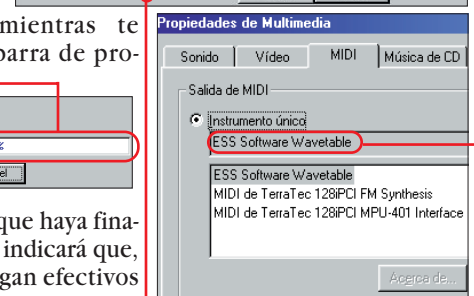 mientras te
barra de pro-
%
el
que haya fina-
indicará que,
gan efectivos
Propiedades de Multimedia
Sonido Vídeo MIDI Música de CD
Salida de MIDI
Instrumento único
ESS Software Wavetable
ESS Software Wavetable
MIDI de TerraTec 128iPCI FM Synthesis
MIDI de TerraTec 128iPCI MPU-401 Interface
Acerca de...